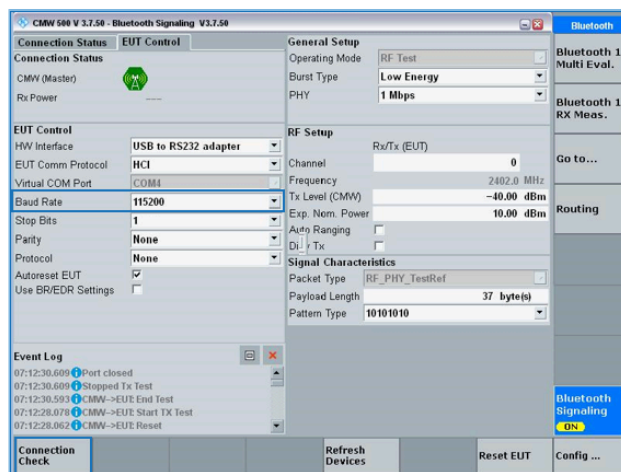 CMW 500 V 3.7.50 - Bluetooth Signaling V3.7.50
Connection Status
EUT Control
Connection Status
CMW (Master)
Rx Power
---
EUT Control
HW Interface
USB to RS232 adapter
EUT Comm Protocol
HCI
Virtual COM Port
COM4
Baud Rate
115200
Stop Bits
1
Parity
None
Protocol
None
Autoreset EUT
Use BR/EDR Settings
Event Log
07:12:30.609 Port closed
07:12:30.609 Stopped Tx Test
07:12:30.593 CMW->EUT: End Test
07:12:28.078 CMW->EUT: Start TX Test
07:12:28.062 CMW->EUT: Reset
General Setup
Operating Mode
RF Test
Burst Type
Low Energy
PHY
1 Mbps
RF Setup
Rx/Tx (EUT)
Channel
0
Frequency
2402.0 MHz
Tx Level (CMW)
-40.00 dBm
Exp. Nom. Power
10.00 dBm
Auto Ranging
Tx
Signal Characteristics
Packet Type
RF_PHY_TestRef
Payload Length
37 byte(s)
Pattern Type
10101010
Bluetooth
Bluetooth 1
Multi Eval.
Bluetooth 1
RX Meas.
Go to...
Routing
Bluetooth
Signaling
ON
Connection
Check
Refresh
Devices
Reset EUT
Config ...